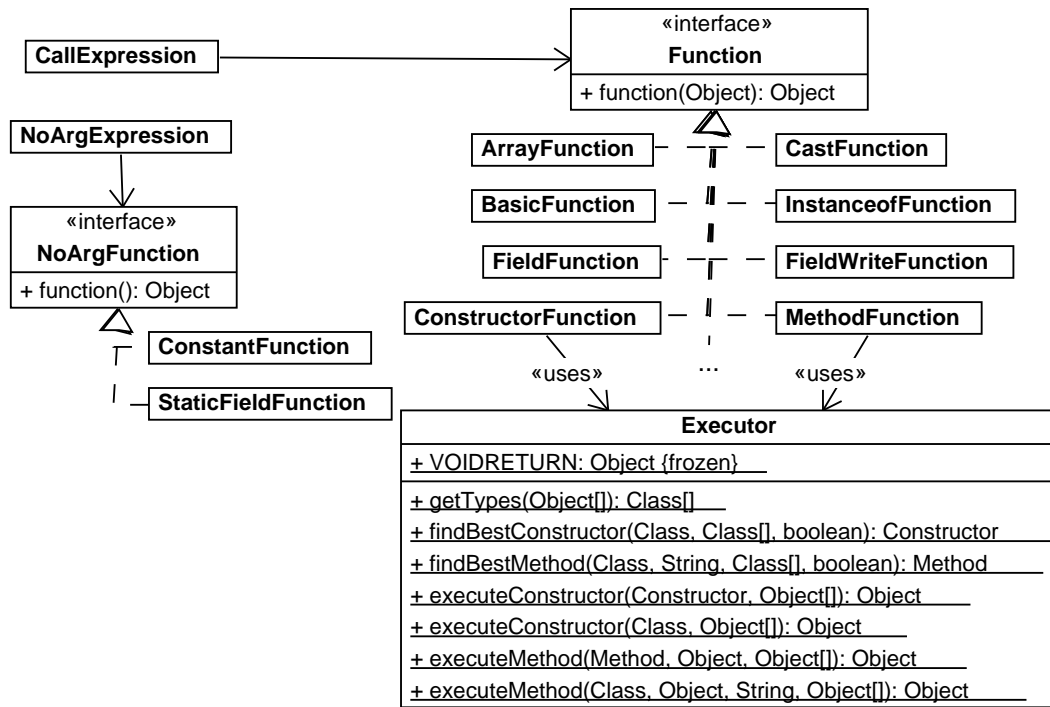 «interface»
CallExpression
Function
+ function(Object): Object
NoArgExpression
ArrayFunction
CastFunction
BasicFunction
InstanceofFunction
«interface»
NoArgFunction
FieldFunction
FieldWriteFunction
+ function(): Object
ConstructorFunction
MethodFunction
ConstantFunction
...
«uses»
«uses»
StaticFieldFunction
Executor
+ VOIDRETURN: Object {frozen}
+ getTypes(Object[]): Class[]
+ findBestConstructor(Class, Class[], boolean): Constructor
+ findBestMethod(Class, String, Class[], boolean): Method
+ executeConstructor(Constructor, Object[]): Object
+ executeConstructor(Class, Object[]): Object
+ executeMethod(Method, Object, Object[]): Object
+ executeMethod(Class, Object, String, Object[]): Object